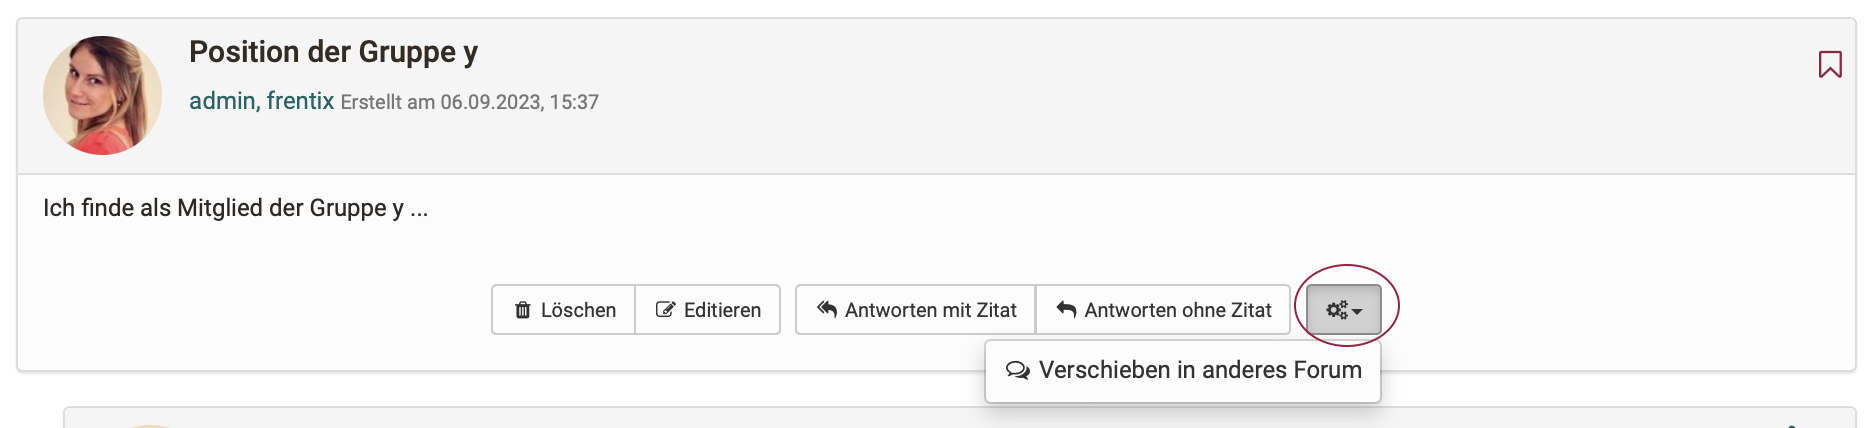 Position der Gruppe y
admin, frentix Erstellt am 06.09.2023, 15:37
Ich finde als Mitglied der Gruppe y ...
Löschen Editieren Antworten mit Zitat Antworten ohne Zitat
Verschieben in anderes Forum